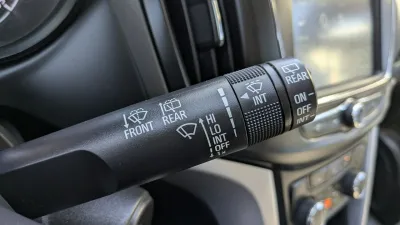 FRONT
REAR
HI
LO
INT
OFF
INT
REAR
ON
OFF
INT